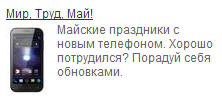 Мир, Труд, Май!
Майские праздники с
новым телефоном. Хорошо
потрудился? Порадуй себя
обновками.